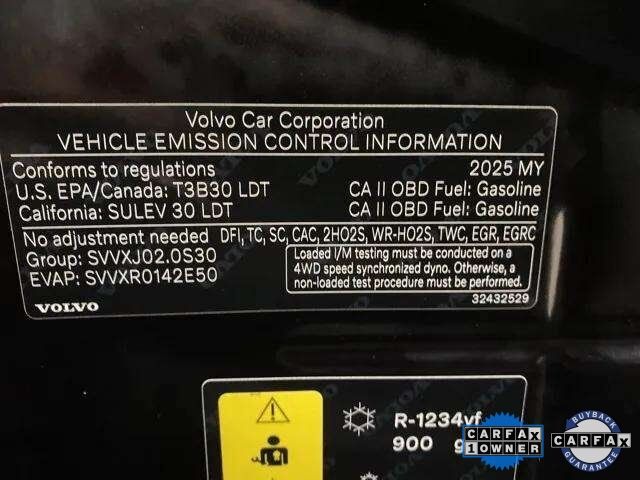 Volvo Car Corporation
VEHICLE EMISSION CONTROL INFORMATION
Conforms to regulations 2025 MY
U.S. EPA/Canada: T3B30 LDT CA II OBD Fuel: Gasoline
California: SULEV 30 LDT CA II OBD Fuel: Gasoline
No adjustment needed DFI, TC, SC, CAC, 2HO2S, WR-HO2S, TWC, EGR, EGRC
Group: SVVXJ02.0S30
EVAP: SVVXR0142E50
Loaded I/M testing must be conducted on a
4WD speed synchronized dyno. Otherwise, a
non-loaded test procedure must be performed.
VOLVO 32432529
R-1234yf
900 g
CARFAX
1 OWNER
BUYBACK
CARFAX
GUARANTEE